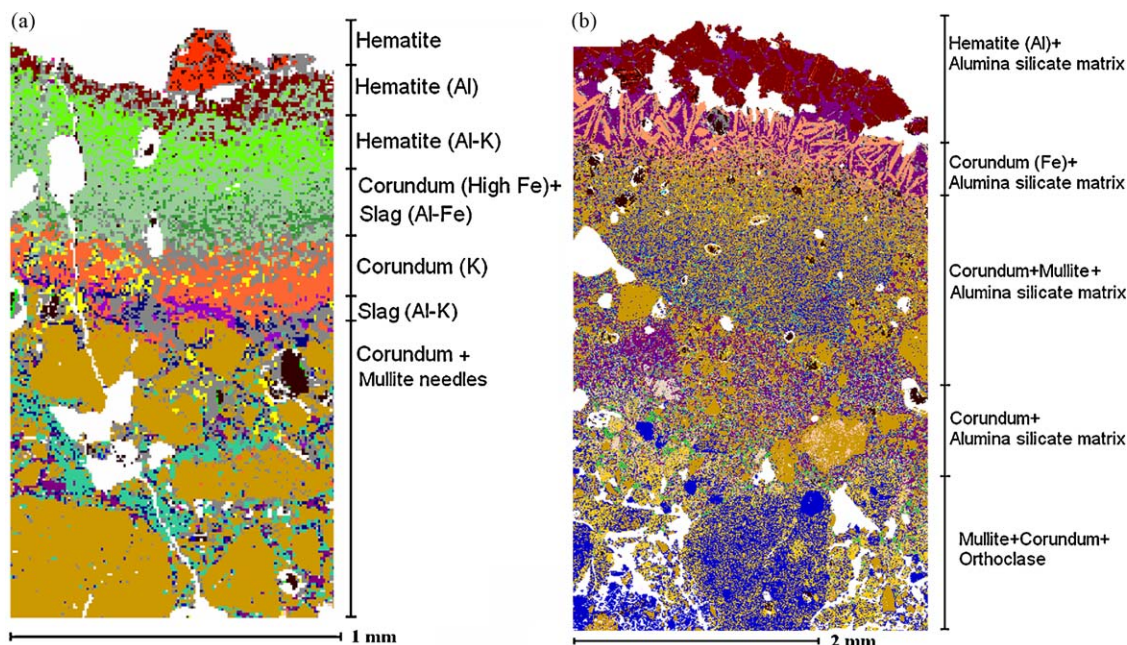 (a)
Hematite
Hematite (Al)
Hematite (Al-K)
Corundum (High Fe)+
Slag (Al-Fe)
Corundum (K)
Slag (Al-K)
Corundum +
Mullite needles
1 mm
(b)
Hematite (Al)+
Alumina silicate matrix
Corundum (Fe)+
Alumina silicate matrix
Corundum+Mullite+
Alumina silicate matrix
Corundum+
Alumina silicate matrix
Mullite+Corundum+
Orthoclase
2 mm